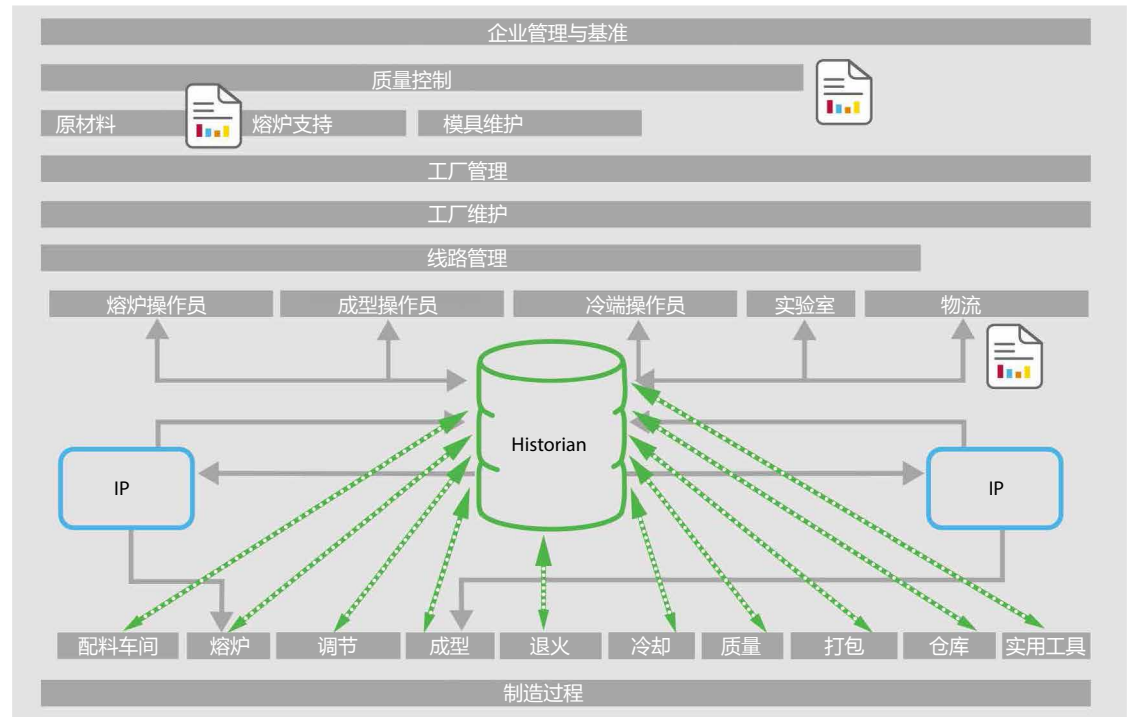 企业管理与基准
质量控制
原材料
熔炉支持
模具维护
工厂管理
工厂维护
线路管理
熔炉操作员
成型操作员
冷端操作员
实验室
物流
Historian
IP
IP
配料车间
熔炉
调节
成型
退火
冷却
质量
打包
仓库
实用工具
制造过程